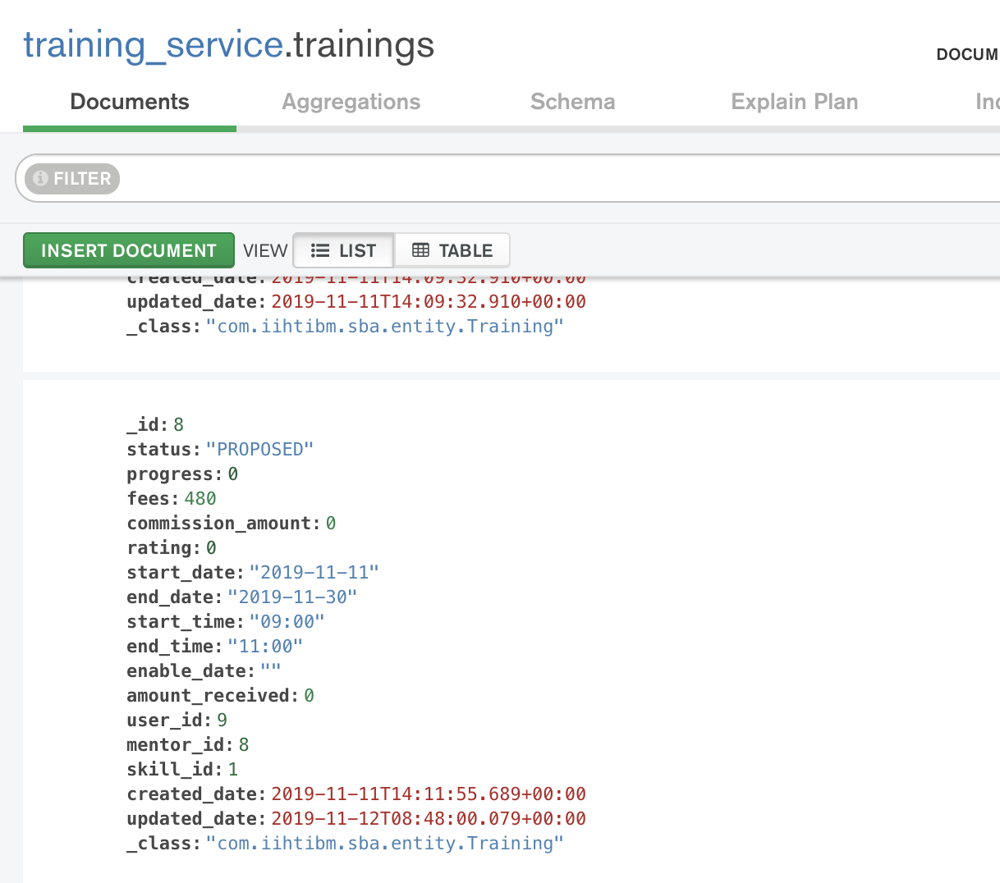 training_service.trainings
DOCUM
Documents Aggregations Schema Explain Plan
FILTER
INSERT DOCUMENT VIEW LIST TABLE
created_date: 2019-11-11T14:09:32.910+00:00
updated_date: 2019-11-11T14:09:32.910+00:00
_class: "com.iihtibm.sba.entity.Training"
_id: 8
status: "PROPOSED"
progress: 0
fees: 480
commission_amount: 0
rating: 0
start_date: "2019-11-11"
end_date: "2019-11-30"
start_time: "09:00"
end_time: "11:00"
enable_date: ""
amount_received: 0
user_id: 9
mentor_id: 8
skill_id: 1
created_date: 2019-11-11T14:11:55.689+00:00
updated_date: 2019-11-12T08:48:00.079+00:00
_class: "com.iihtibm.sba.entity.Training"